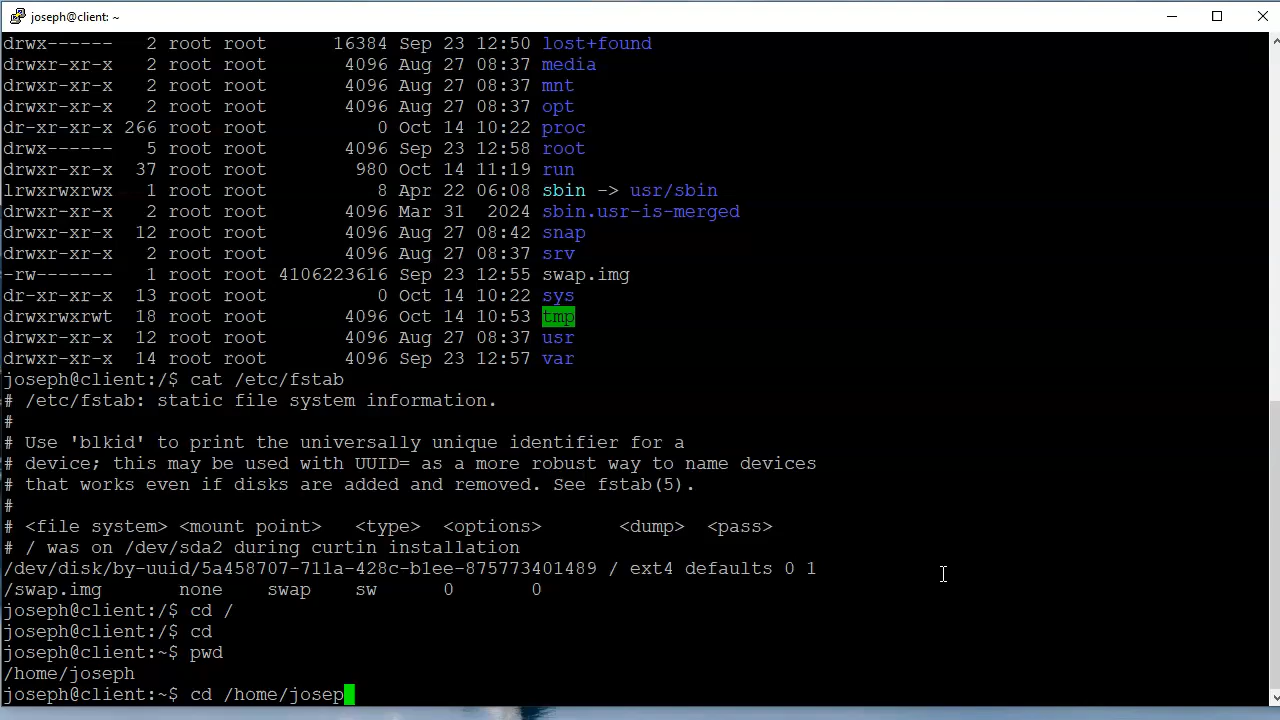 joseph@client: ~
drwx------   2 root root      16384 Sep 23 12:50 lost+found
drwxr-xr-x   2 root root       4096 Aug 27 08:37 media
drwxr-xr-x   2 root root       4096 Aug 27 08:37 mnt
drwxr-xr-x   2 root root       4096 Aug 27 08:37 opt
dr-xr-xr-x 266 root root          0 Oct 14 10:22 proc
drwx------   5 root root       4096 Sep 23 12:58 root
drwxr-xr-x  37 root root        980 Oct 14 11:19 run
lrwxrwxrwx   1 root root          8 Apr 22 06:08 sbin -> usr/sbin
drwxr-xr-x   2 root root       4096 Mar 31  2024 sbin.usr-is-merged
drwxr-xr-x  12 root root       4096 Aug 27 08:42 snap
drwxr-xr-x   2 root root       4096 Aug 27 08:37 srv
-rw-------   1 root root 4106223616 Sep 23 12:55 swap.img
dr-xr-xr-x  13 root root          0 Oct 14 10:22 sys
drwxrwxrwt  18 root root       4096 Oct 14 10:53 tmp
drwxr-xr-x  12 root root       4096 Aug 27 08:37 usr
drwxr-xr-x  14 root root       4096 Sep 23 12:57 var
joseph@client:/$ cat /etc/fstab
# /etc/fstab: static file system information.
#
# Use 'blkid' to print the universally unique identifier for a
# device; this may be used with UUID= as a more robust way to name devices
# that works even if disks are added and removed. See fstab(5).
#
# <file system> <mount point>   <type>  <options>       <dump>  <pass>
# / was on /dev/sda2 during curtin installation
/dev/disk/by-uuid/5a458707-711a-428c-b1ee-875773401489 / ext4 defaults 0 1
/swap.img       none    swap    sw      0       0
joseph@client:/$ cd /
joseph@client:/$ cd
joseph@client:~$ pwd
/home/joseph
joseph@client:~$ cd /home/josep